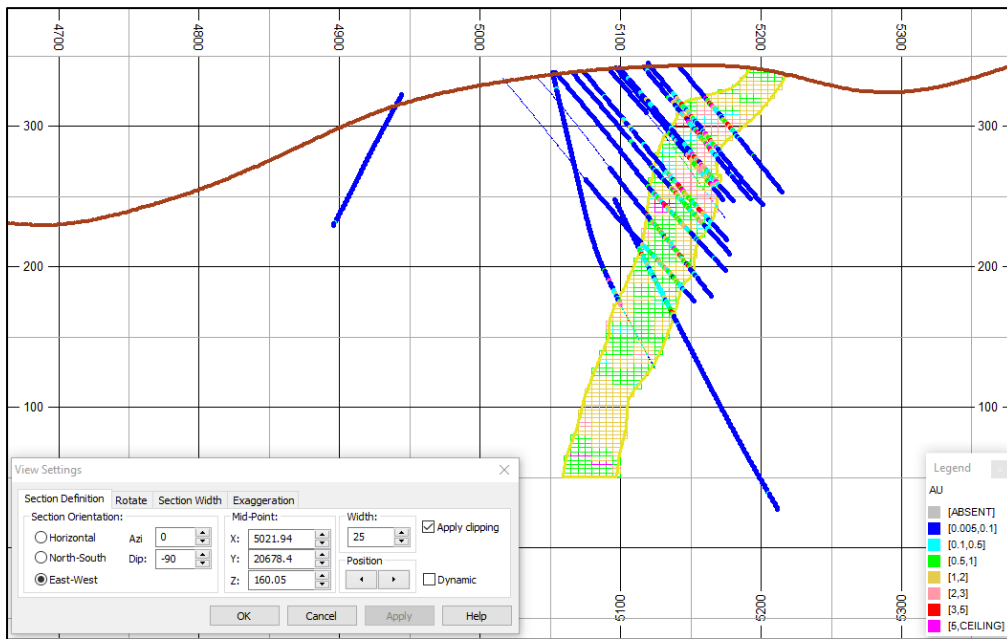 4700 4800 4900 5000 5100 5200 5300
300 300
200 200
100 100
5100 5200 5300
View Settings
Section Definition Rotate Section Width Exaggeration
Section Orientation:
Horizontal
North-South
East-West
Azi 0
Dip: -90
Mid-Point:
X: 5021.94
Y: 20678.4
Z: 160.05
Width:
25
Apply clipping
Position
Dynamic
OK Cancel Apply Help
Legend
AU
[ABSENT]
[0.005,0.1]
[0.1,0.5]
[0.5,1]
[1,2]
[2,3]
[3,5]
[5,CEILING]